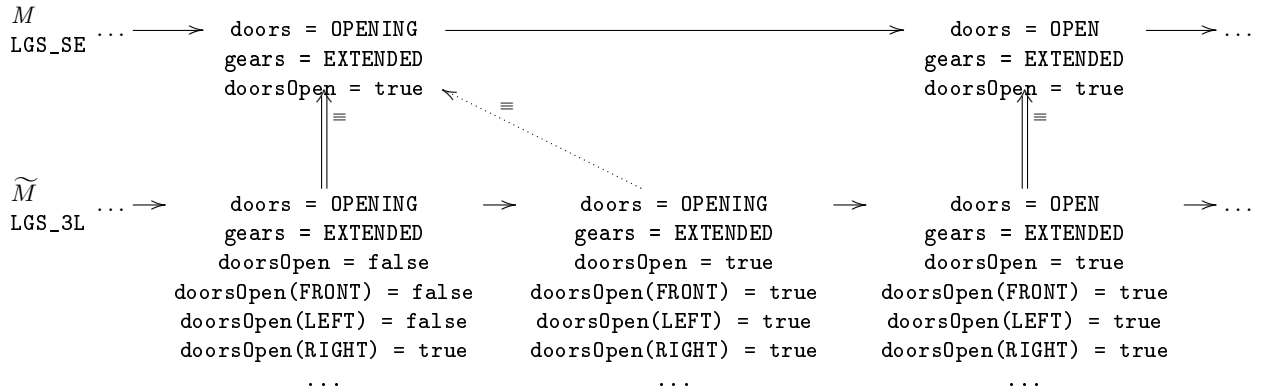 M
LGS_SE
... doors = OPENING doors = OPEN ...
gears = EXTENDED gears = EXTENDED
doorsOpen = true doorsOpen = true
≡ ≡ ≡
M̃
LGS_3L
... doors = OPENING doors = OPENING doors = OPEN ...
gears = EXTENDED gears = EXTENDED gears = EXTENDED
doorsOpen = false doorsOpen = true doorsOpen = true
doorsOpen(FRONT) = false doorsOpen(FRONT) = true doorsOpen(FRONT) = true
doorsOpen(LEFT) = false doorsOpen(LEFT) = true doorsOpen(LEFT) = true
doorsOpen(RIGHT) = true doorsOpen(RIGHT) = true doorsOpen(RIGHT) = true
... ... ...